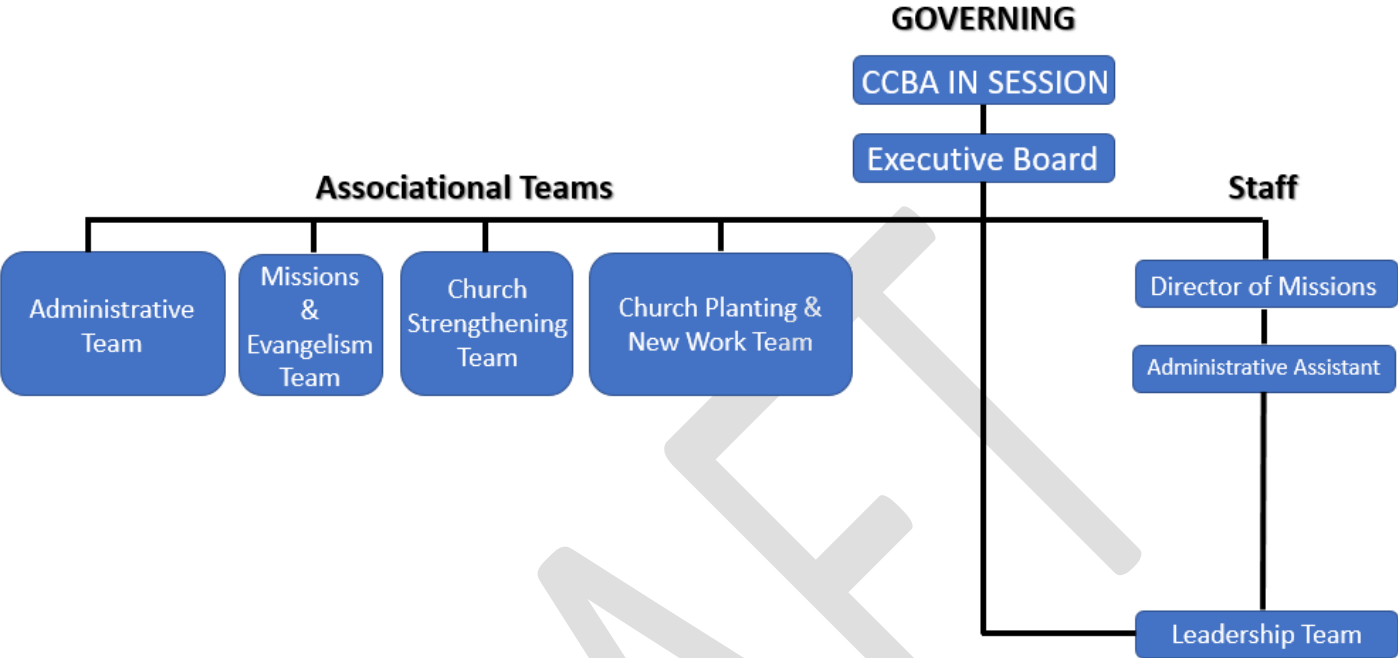 GOVERNING
CCBA IN SESSION
Executive Board
Associational Teams
Staff
Administrative
Team
Missions
&
Evangelism
Team
Church
Strengthening
Team
Church Planting &
New Work Team
Director of Missions
Administrative Assistant
Leadership Team